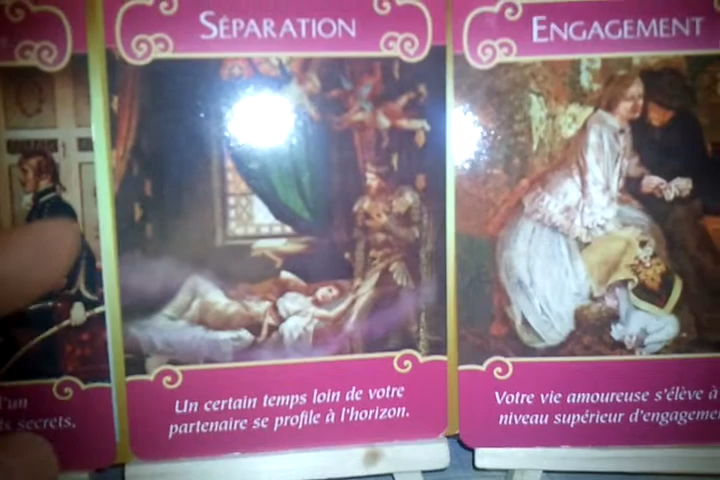 SÉPARATION
ENGAGEMENT
d'un
secrets.
Un certain temps loin de votre
partenaire se profile à l'horizon.
Votre vie amoureuse s'élève à
niveau supérieur d'engageme